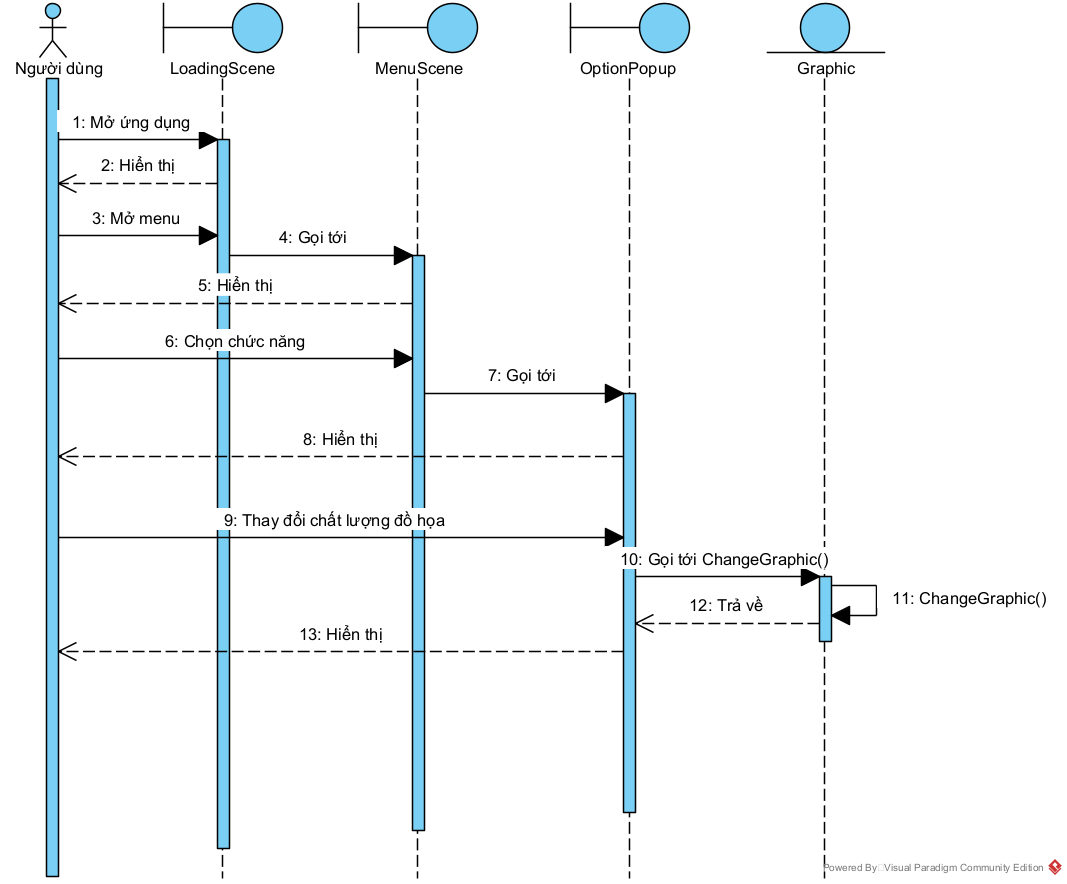 Người dùng
LoadingScene
MenuScene
OptionPopup
Graphic
1: Mở ứng dụng
2: Hiển thị
3: Mở menu
4: Gọi tới
5: Hiển thị
6: Chọn chức năng
7: Gọi tới
8: Hiển thị
9: Thay đổi chất lượng đồ họa
10: Gọi tới ChangeGraphic()
11: ChangeGraphic()
12: Trả về
13: Hiển thị
Powered By Visual Paradigm Community Edition